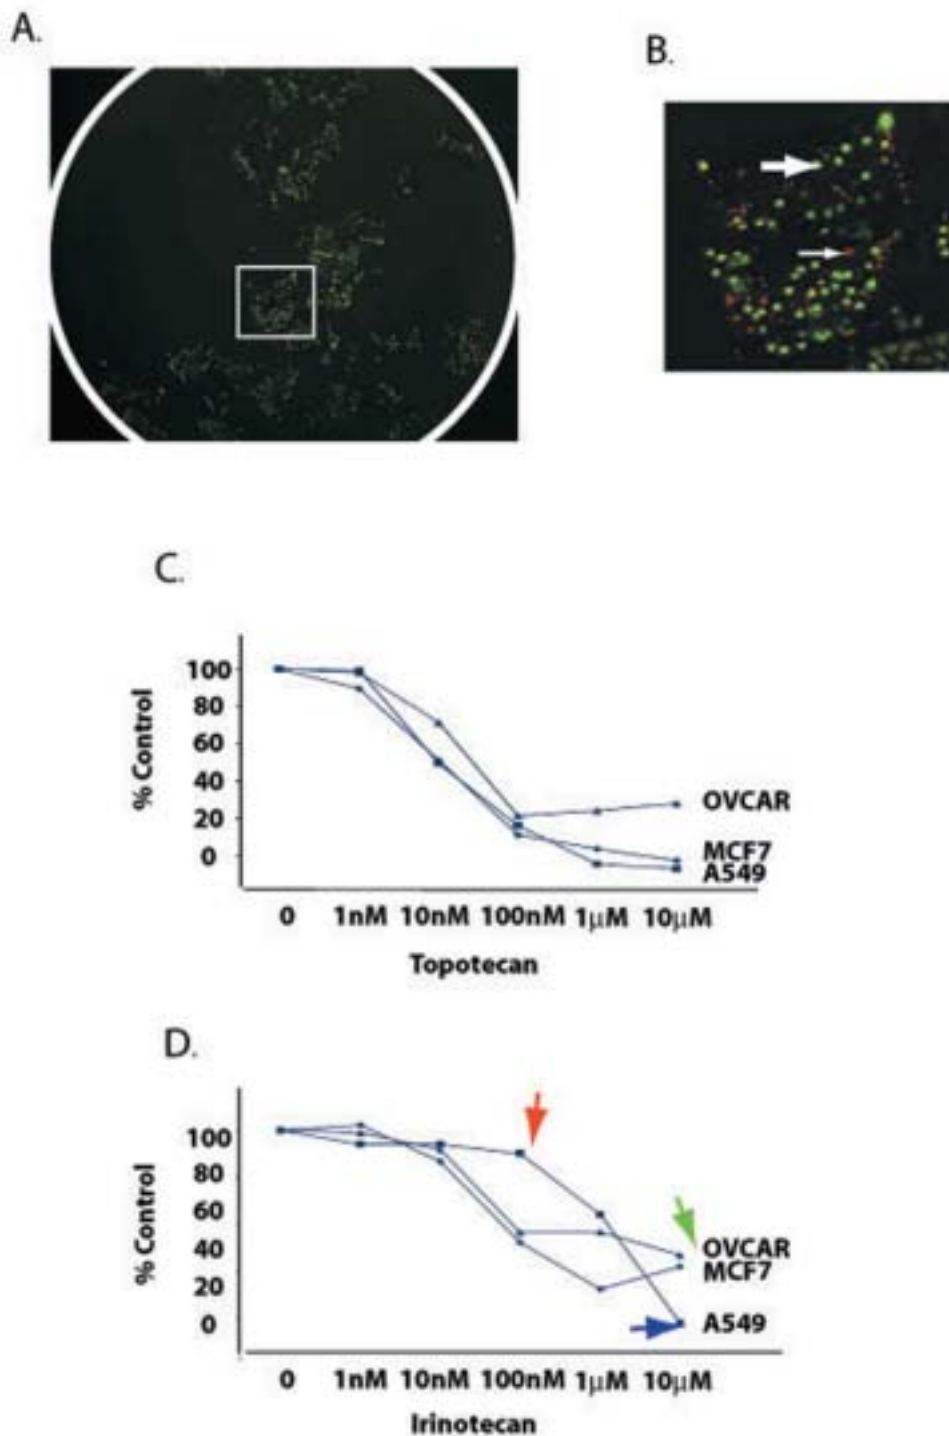 A.
B.
C.
% Control
100
80
60
40
20
0
OVCAR
MCF7
A549
0 1nM 10nM 100nM 1μM 10μM
Topotecan
D.
% Control
100
80
60
40
20
0
OVCAR
MCF7
A549
0 1nM 10nM 100nM 1μM 10μM
Irinotecan